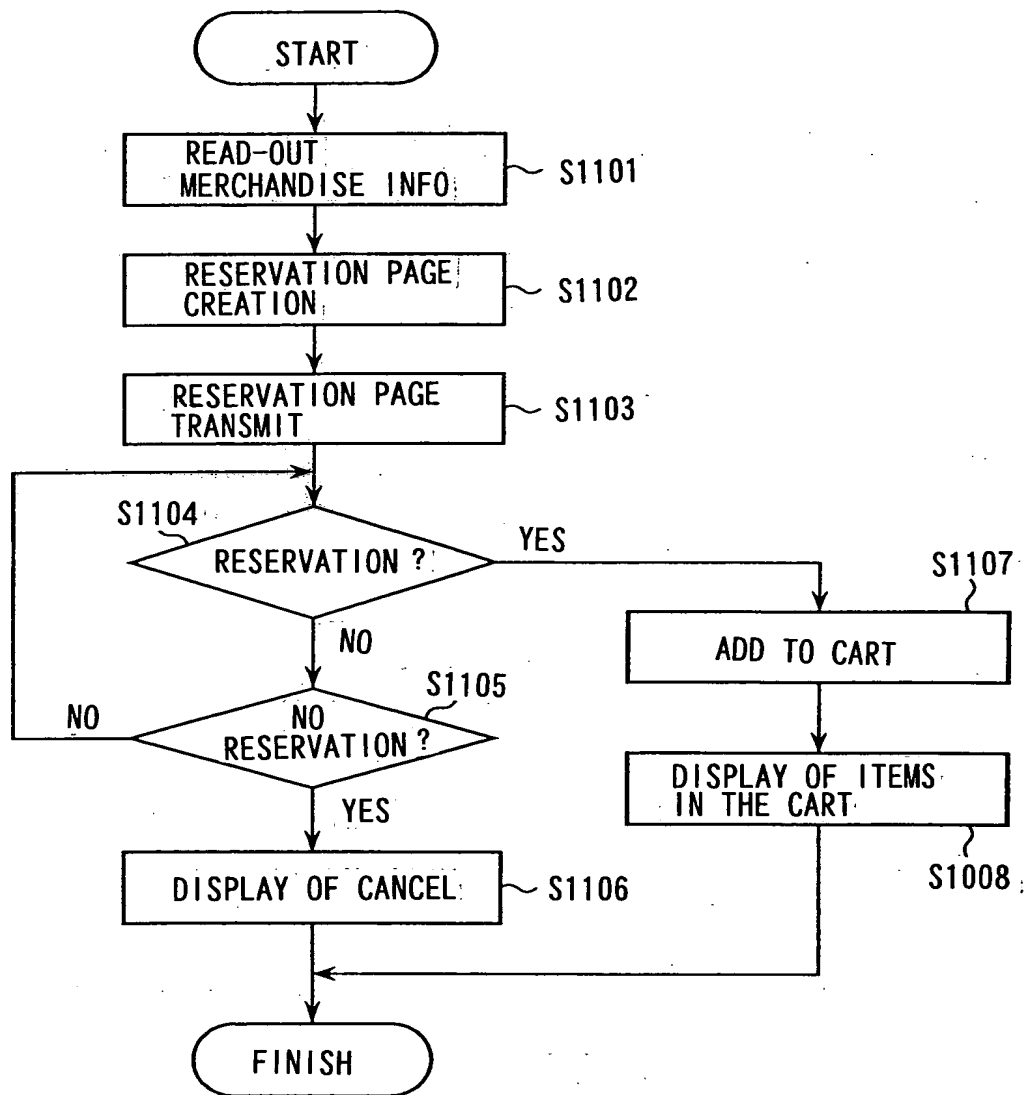 START
READ-OUT
MERCHANDISE INFO
S1101
RESERVATION PAGE
CREATION
S1102
RESERVATION PAGE
TRANSMIT
S1103
S1104
RESERVATION ?
YES
NO
S1107
ADD TO CART
S1105
NO
NO
RESERVATION ?
YES
DISPLAY OF ITEMS
IN THE CART
S1008
DISPLAY OF CANCEL
S1106
FINISH